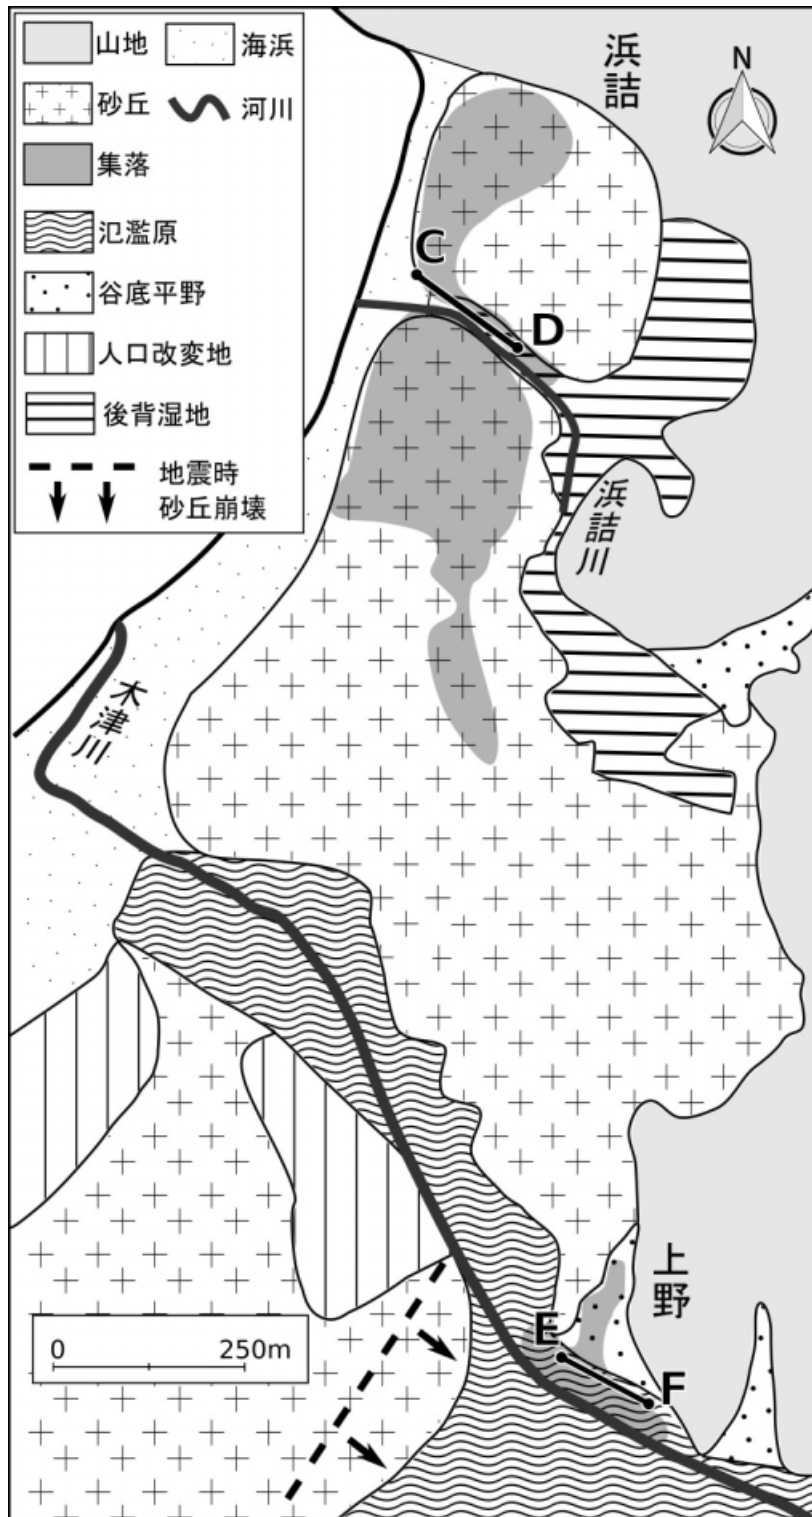 山地
海浜
砂丘
河川
集落
氾濫原
谷底平野
人口改変地
後背湿地
地震時
砂丘崩壊
浜詰
N
C
D
浜詰川
木津川
上野
E
F
0 250m